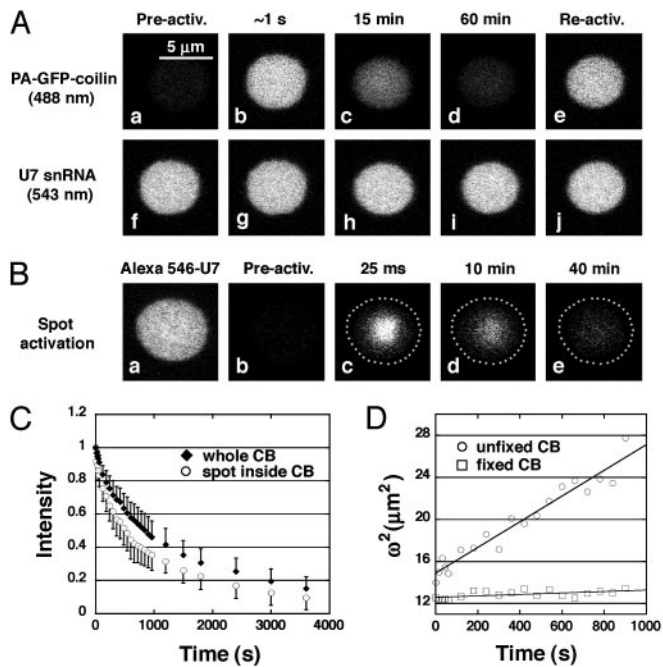 A
Pre-activ. ~1 s 15 min 60 min Re-activ.
5 μm
PA-GFP-coilin
(488 nm)
a b c d e
U7 snRNA
(543 nm)
f g h i j
B
Alexa 546-U7 Pre-activ. 25 ms 10 min 40 min
Spot
activation
a b c d e
C
1.2
1
0.8
0.6
0.4
0.2
0
Intensity
whole CB
spot inside CB
0 1000 2000 3000 4000
Time (s)
D
28
24
20
16
12
ω²(μm²)
unfixed CB
fixed CB
0 200 400 600 800 1000
Time (s)